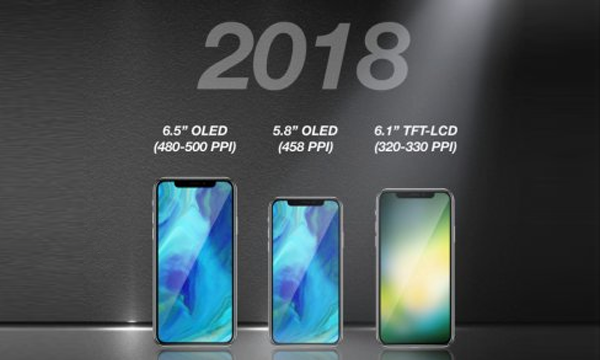 2018
6.5” OLED
(480-500 PPI)
5.8” OLED
(458 PPI)
6.1” TFT-LCD
(320-330 PPI)